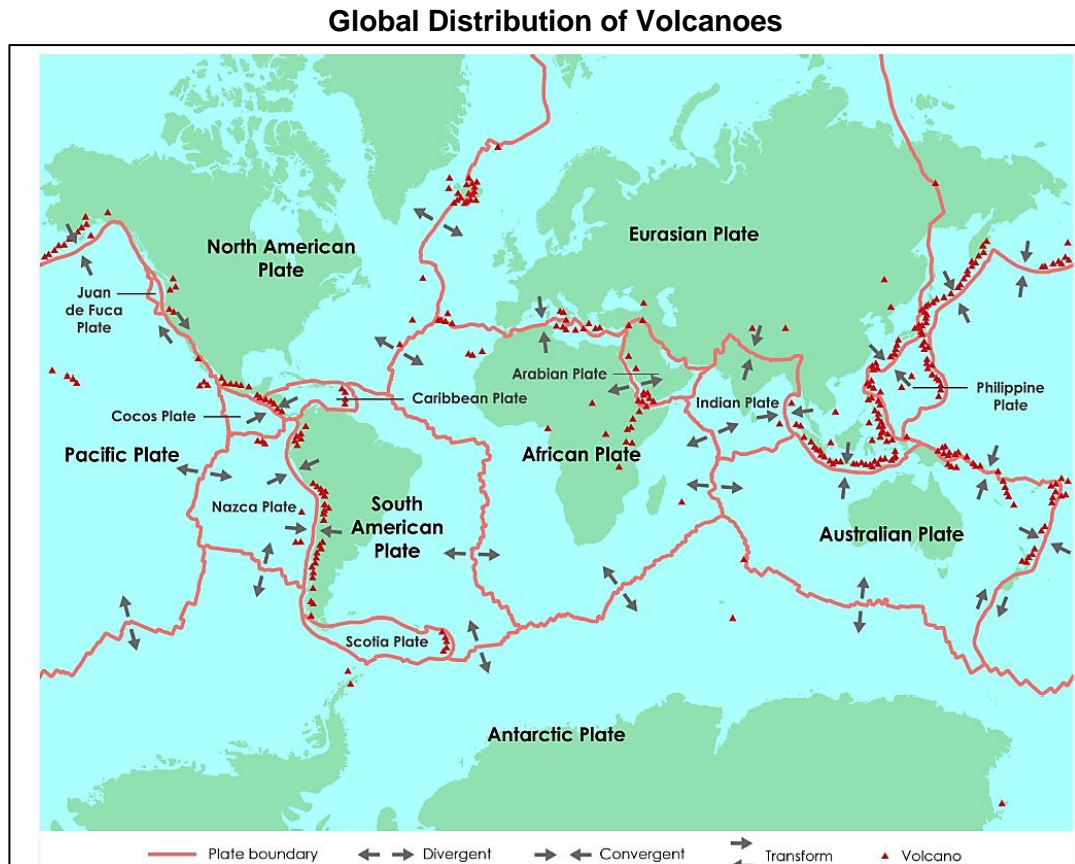 Global Distribution of Volcanoes
North American
Plate
Eurasian Plate
Juan
de Fuca
Plate
Arabian Plate
Caribbean Plate
Indian Plate
Philippine
Plate
Cocos Plate
Pacific Plate
African Plate
Nazca Plate
South
American
Plate
Australian Plate
Scotia Plate
Antarctic Plate
Plate boundary
Divergent
Convergent
Transform
Volcano